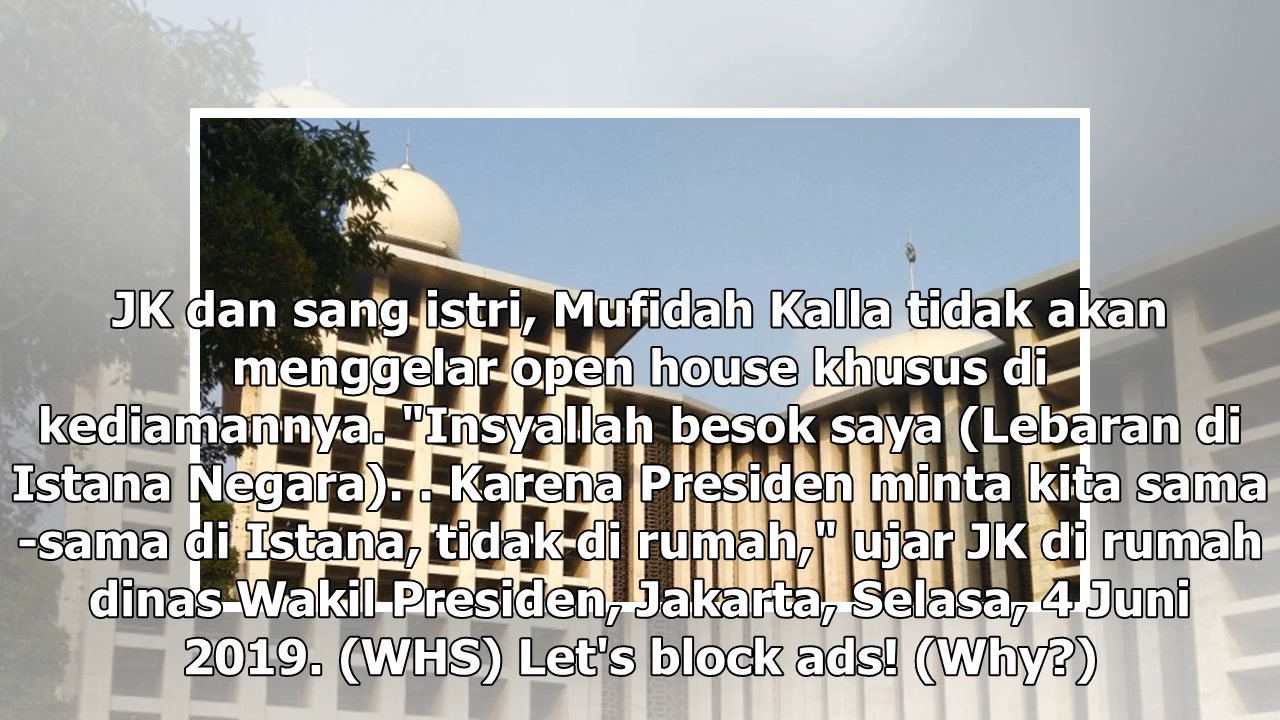 JK dan sang istri, Mufidah Kalla tidak akan
menggelar open house khusus di
kediamannya. "Insyallah besok saya (Lebaran di
Istana Negara). . Karena Presiden minta kita sama
-sama di Istana, tidak di rumah," ujar JK di rumah
dinas Wakil Presiden, Jakarta, Selasa, 4 Juni
2019. (WHS) Let's block ads! (Why?)